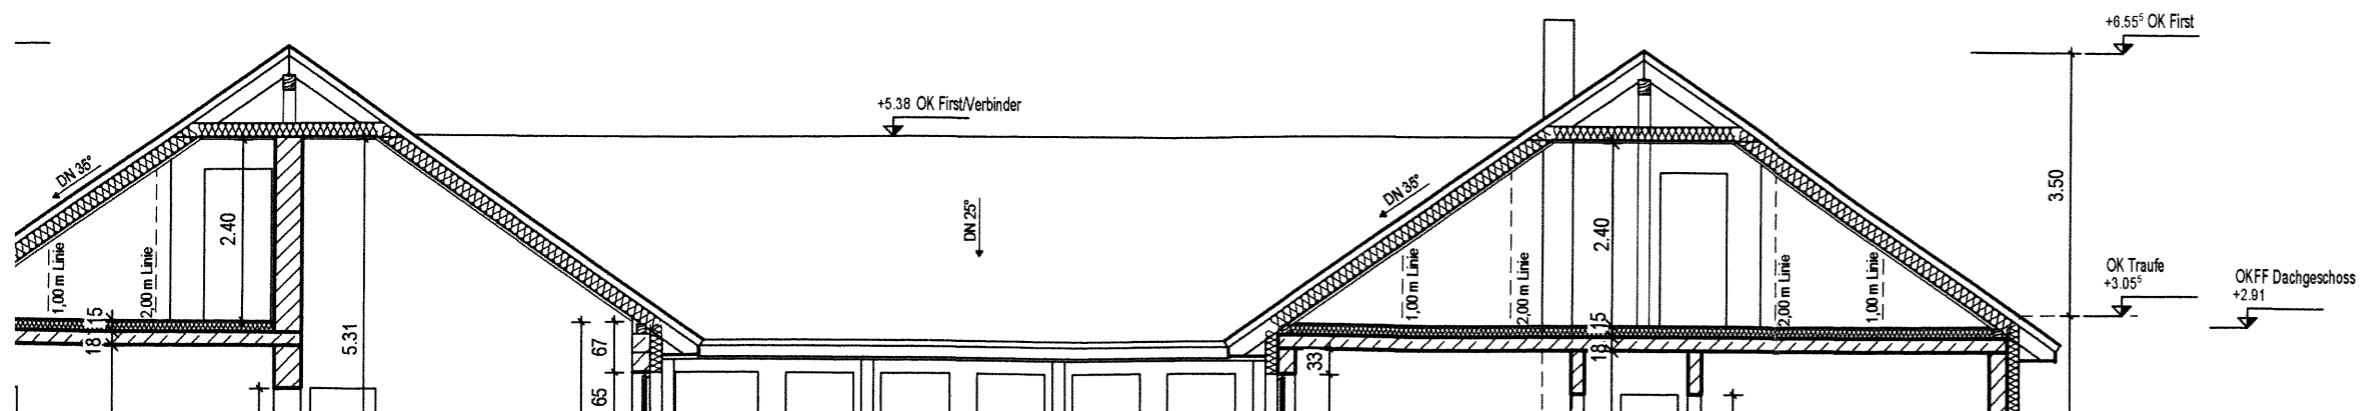 +6.55⁵ OK First
+5.38 OK First/Verbinder
DN 35°
DN 35°
DN 25°
3.50
2.40
2.40
1,00 m Linie
2,00 m Linie
1,00 m Linie
2,00 m Linie
2,00 m Linie
1,00 m Linie
OK Traufe
+3.05⁵
OKFF Dachgeschoss
+2.91
15
18
5.31
67
65
33
15